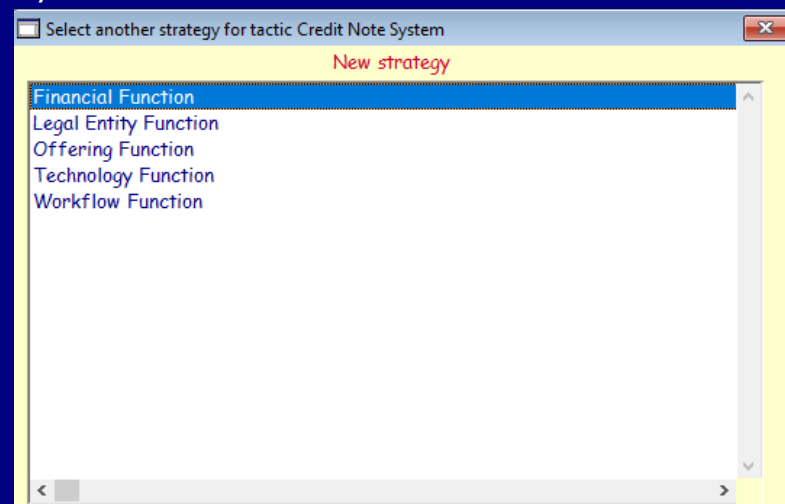 Select another strategy for tactic Credit Note System
New strategy
Financial Function
Legal Entity Function
Offering Function
Technology Function
Workflow Function